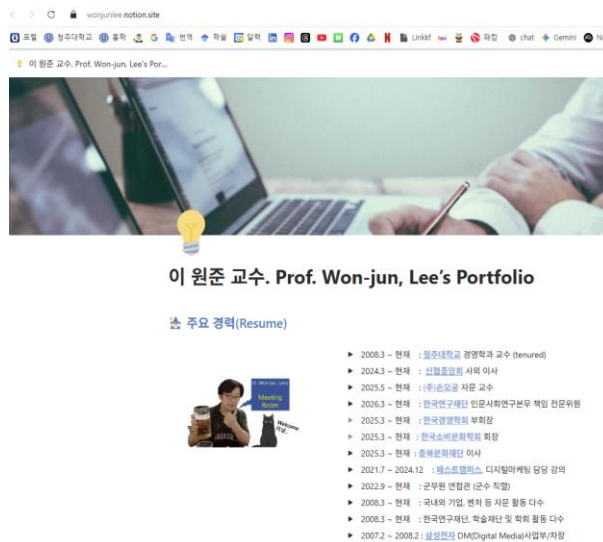 wonjunlee.notion.site
포털 청주대학교 통학 번역 학술 달력 Linkkf 채집 chat Gemini
이 원준 교수. Prof. Won-jun, Lee's Por...
이 원준 교수. Prof. Won-jun, Lee's Portfolio
주요 경력(Resume)
2008.3 ~ 현재 : 청주대학교 경영학과 교수 (tenured)
2024.3 ~ 현재 : 신협중앙회 사외 이사
2025.5 ~ 현재 : (주)손오공 자문 교수
2026.3 ~ 현재 : 한국연구재단 인문사회연구본무 책임 전문위원
2025.3 ~ 현재 : 한국경영학회 부회장
2025.3 ~ 현재 : 한국소비문화학회 회장
2025.3 ~ 현재 : 충북문화재단 이사
2021.7 ~ 2024.12 : 패스트캠퍼스, 디지털마케팅 담당 강의
2022.9 ~ 현재 : 군무원 면접관 (군수 직렬)
2008.3 ~ 현재 : 국내외 기업, 벤처 등 자문 활동 다수
2008.3 ~ 현재 : 한국연구재단, 학술재단 및 학회 활동 다수
2007.2 ~ 2008.2 : 삼성전자 DM(Digital Media)사업부/차장
Meeting
Room
Welcome